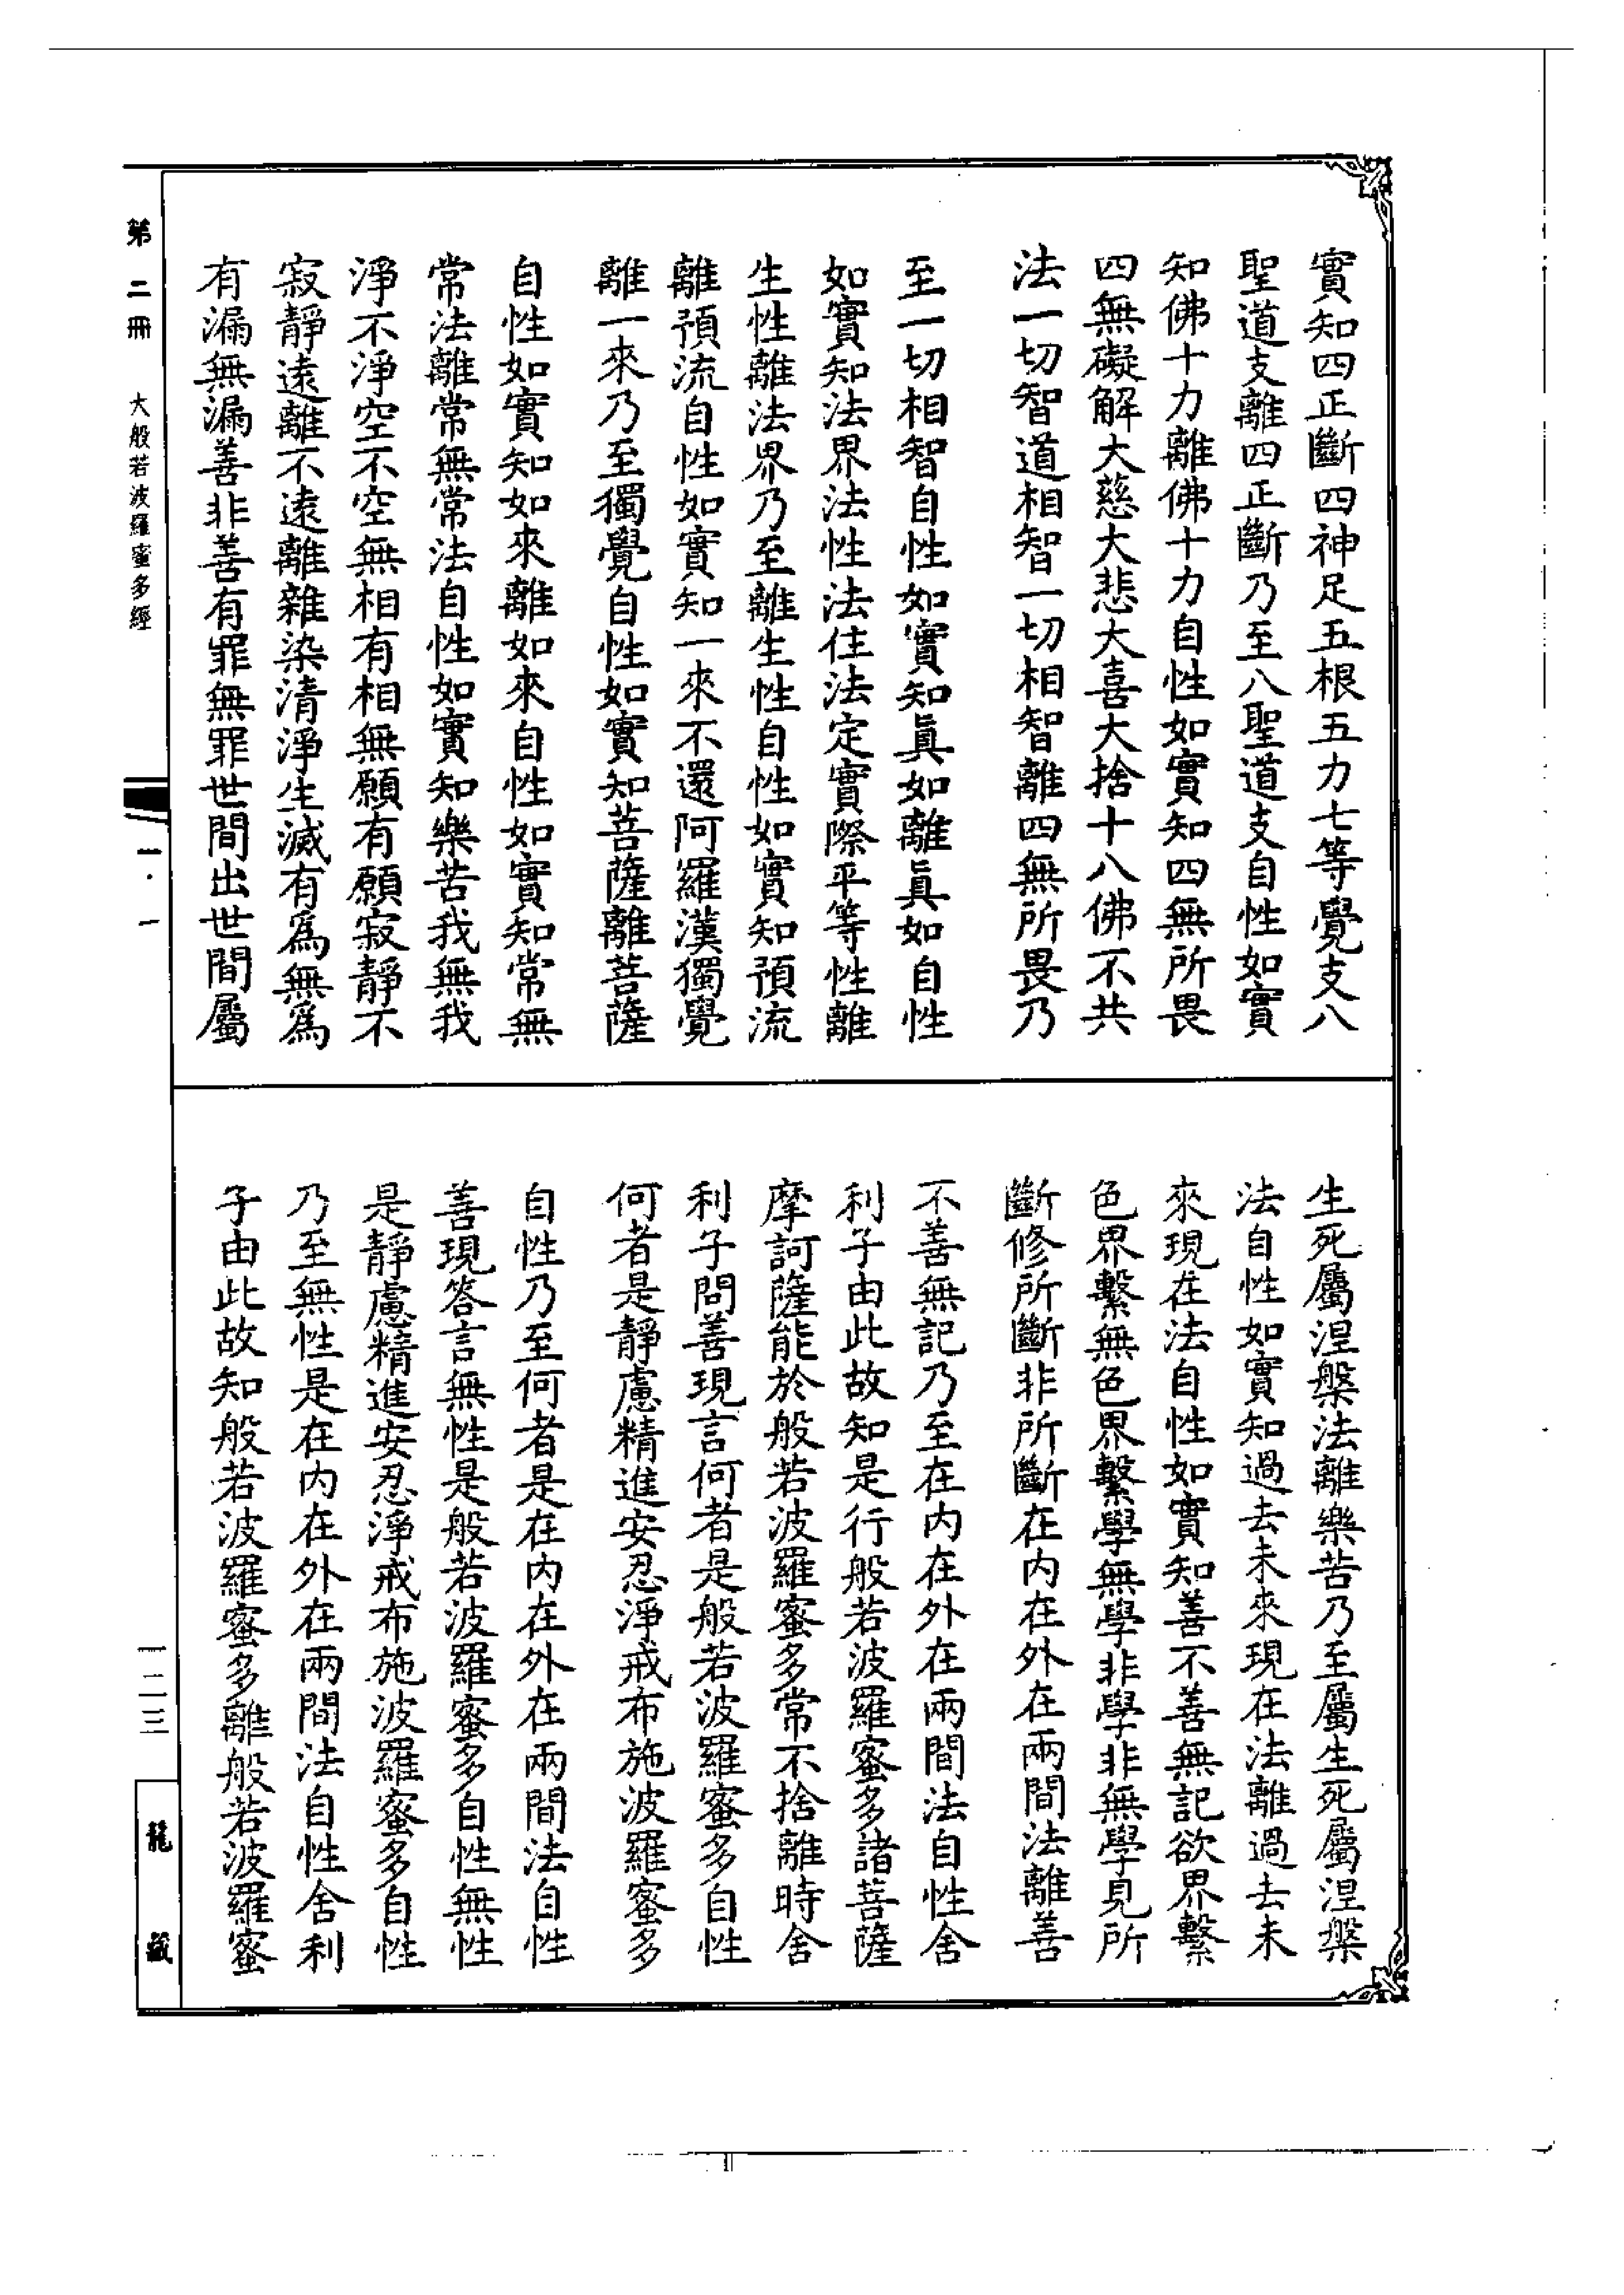 實知四正斷四神足五根五力七等覺支八
聖道支離四正斷乃至八聖道支自性如實
知佛十力離佛十力自性如實知四無所畏
四無礙解大慈大悲大喜大捨十八佛不共
法一切智道相智一切相智離四無所畏乃
至一切相智自性如實知眞如離眞如自性
如實知法界法性法住法定實際平等性離
生性離法界乃至離生性自性如實知預流
離預流自性如實知一來不還阿羅漢獨覺
離一來乃至獨覺自性如實知菩薩離菩薩
自性如實知如來離如來自性如實知常無
常法離常無常法自性如實知樂苦我無我
淨不淨空不空無相有相無願有願寂靜不
寂靜遠離不遠離雜染清淨生滅有爲無爲
有漏無漏善非善有罪無罪世間出世間屬
生死屬涅槃法離樂苦乃至屬生死屬涅槃
法自性如實知過去未來現在法離過去未
來現在法自性如實知善不善無記欲界繫
色界繫無色界繫學無學非學非無學見所
斷修所斷非所斷在内在外在兩間法離善
不善無記乃至在内在外在兩間法自性舍
利子由此故知是行般若波羅蜜多諸菩薩
摩訶薩能於般若波羅蜜多常不捨離時舍
利子問善現言何者是般若波羅蜜多自性
何者是靜慮精進安忍淨戒布施波羅蜜多
自性乃至何者是在内在外在兩間法自性
善現答言無性是般若波羅蜜多自性無性
是靜慮精進安忍淨戒布施波羅蜜多自性
乃至無性是在内在外在兩間法自性舍利
子由此故知般若波羅蜜多離般若波羅蜜
第二冊 大般若波羅蜜多經
一·一
一二三
龍藏